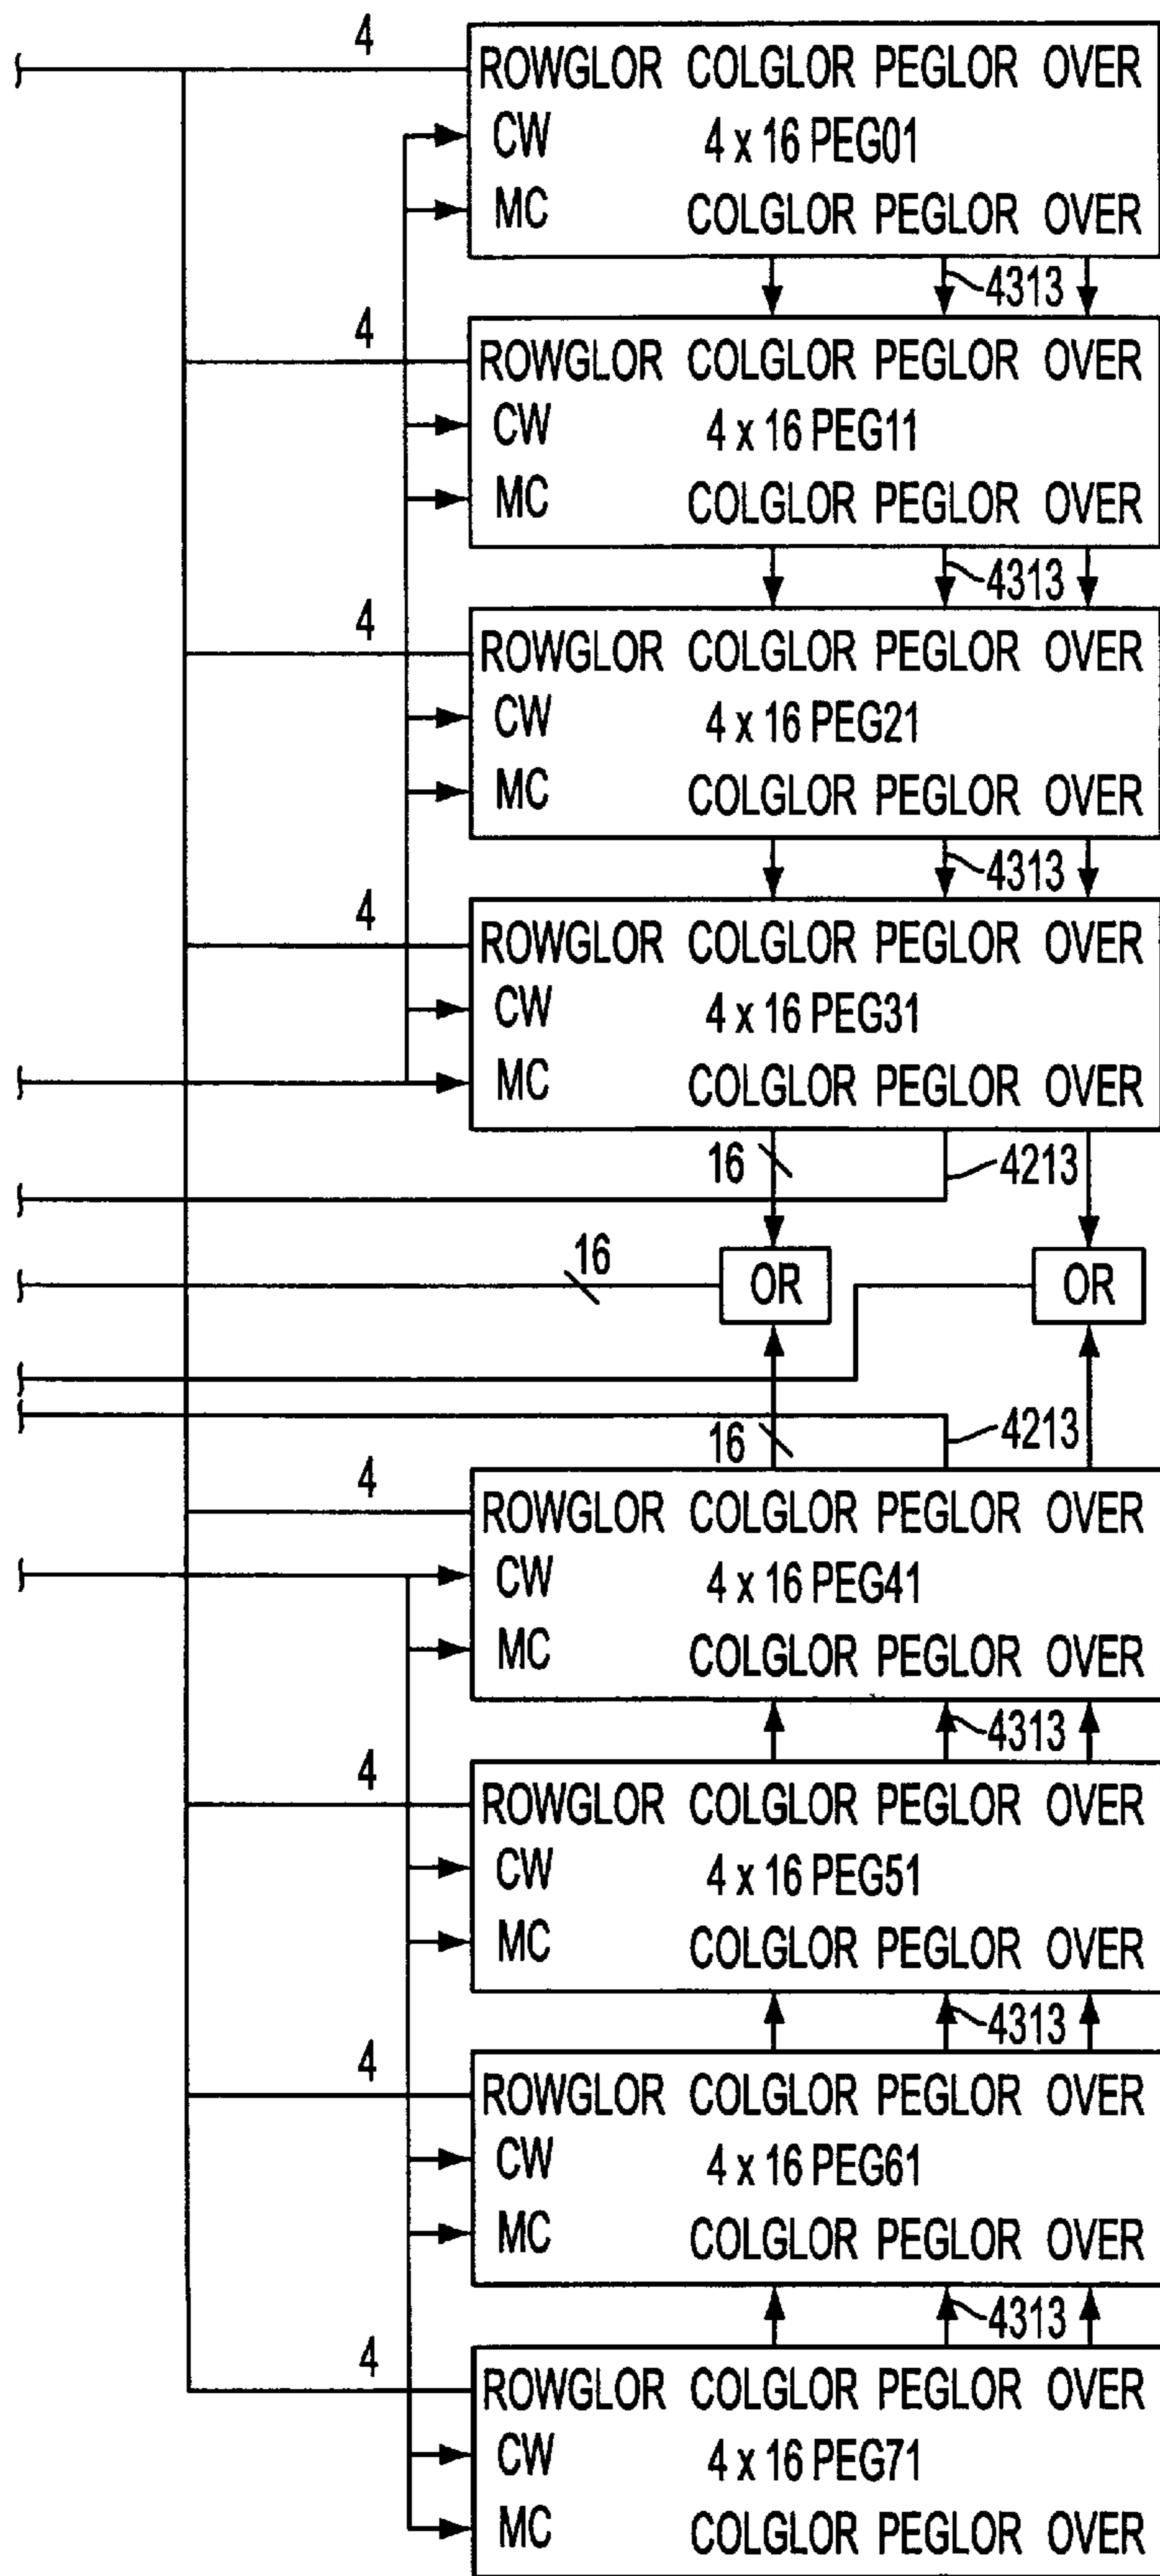 4
ROWGLOR COLGLOR PEGLOR OVER
CW 4 x 16 PEG01
MC COLGLOR PEGLOR OVER
4313
4
ROWGLOR COLGLOR PEGLOR OVER
CW 4 x 16 PEG11
MC COLGLOR PEGLOR OVER
4313
4
ROWGLOR COLGLOR PEGLOR OVER
CW 4 x 16 PEG21
MC COLGLOR PEGLOR OVER
4313
4
ROWGLOR COLGLOR PEGLOR OVER
CW 4 x 16 PEG31
MC COLGLOR PEGLOR OVER
16 4213
16 OR OR
16 4213
4
ROWGLOR COLGLOR PEGLOR OVER
CW 4 x 16 PEG41
MC COLGLOR PEGLOR OVER
4313
4
ROWGLOR COLGLOR PEGLOR OVER
CW 4 x 16 PEG51
MC COLGLOR PEGLOR OVER
4313
4
ROWGLOR COLGLOR PEGLOR OVER
CW 4 x 16 PEG61
MC COLGLOR PEGLOR OVER
4313
4
ROWGLOR COLGLOR PEGLOR OVER
CW 4 x 16 PEG71
MC COLGLOR PEGLOR OVER